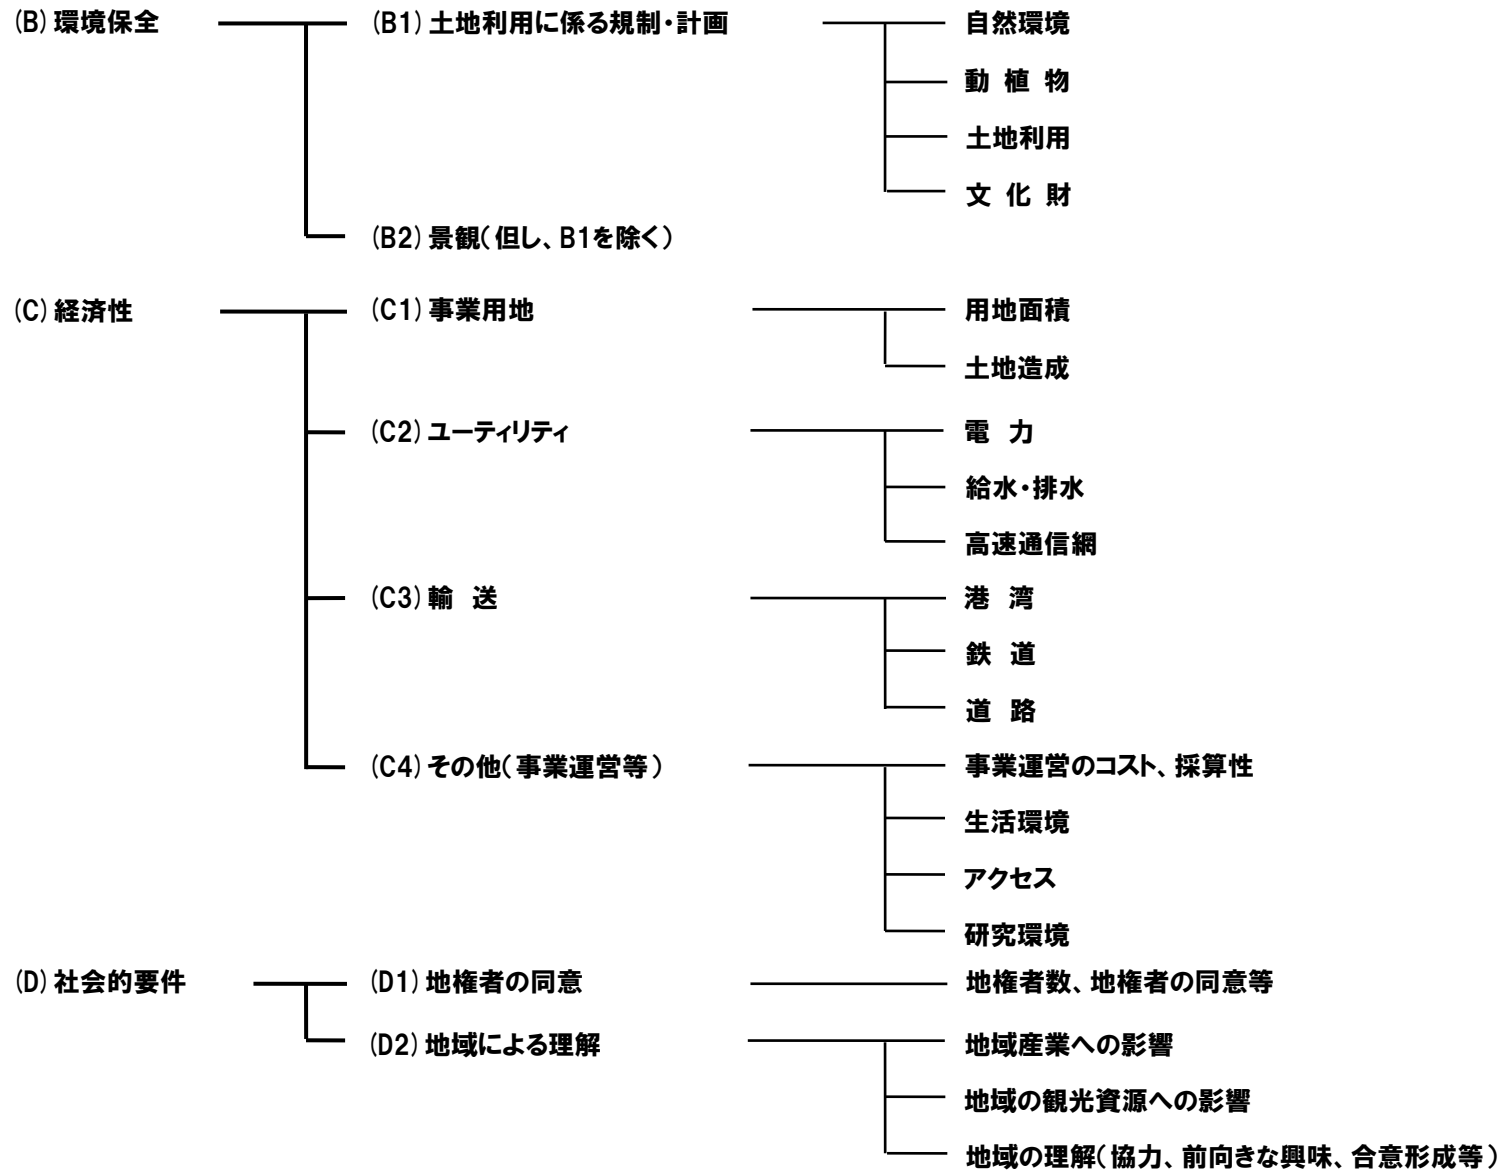 (B)環境保全 (B1)土地利用に係る規制・計画 自然環境
動 植 物
土地利用
文 化 財
(B2)景観(但し、B1を除く)
(C)経済性 (C1)事業用地 用地面積
土地造成
(C2)ユーティリティ 電 力
給水・排水
高速通信網
(C3)輸 送 港 湾
鉄 道
道 路
(C4)その他(事業運営等) 事業運営のコスト、採算性
生活環境
アクセス
研究環境
(D)社会的要件 (D1)地権者の同意 地権者数、地権者の同意等
(D2)地域による理解 地域産業への影響
地域の観光資源への影響
地域の理解(協力、前向きな興味、合意形成等)